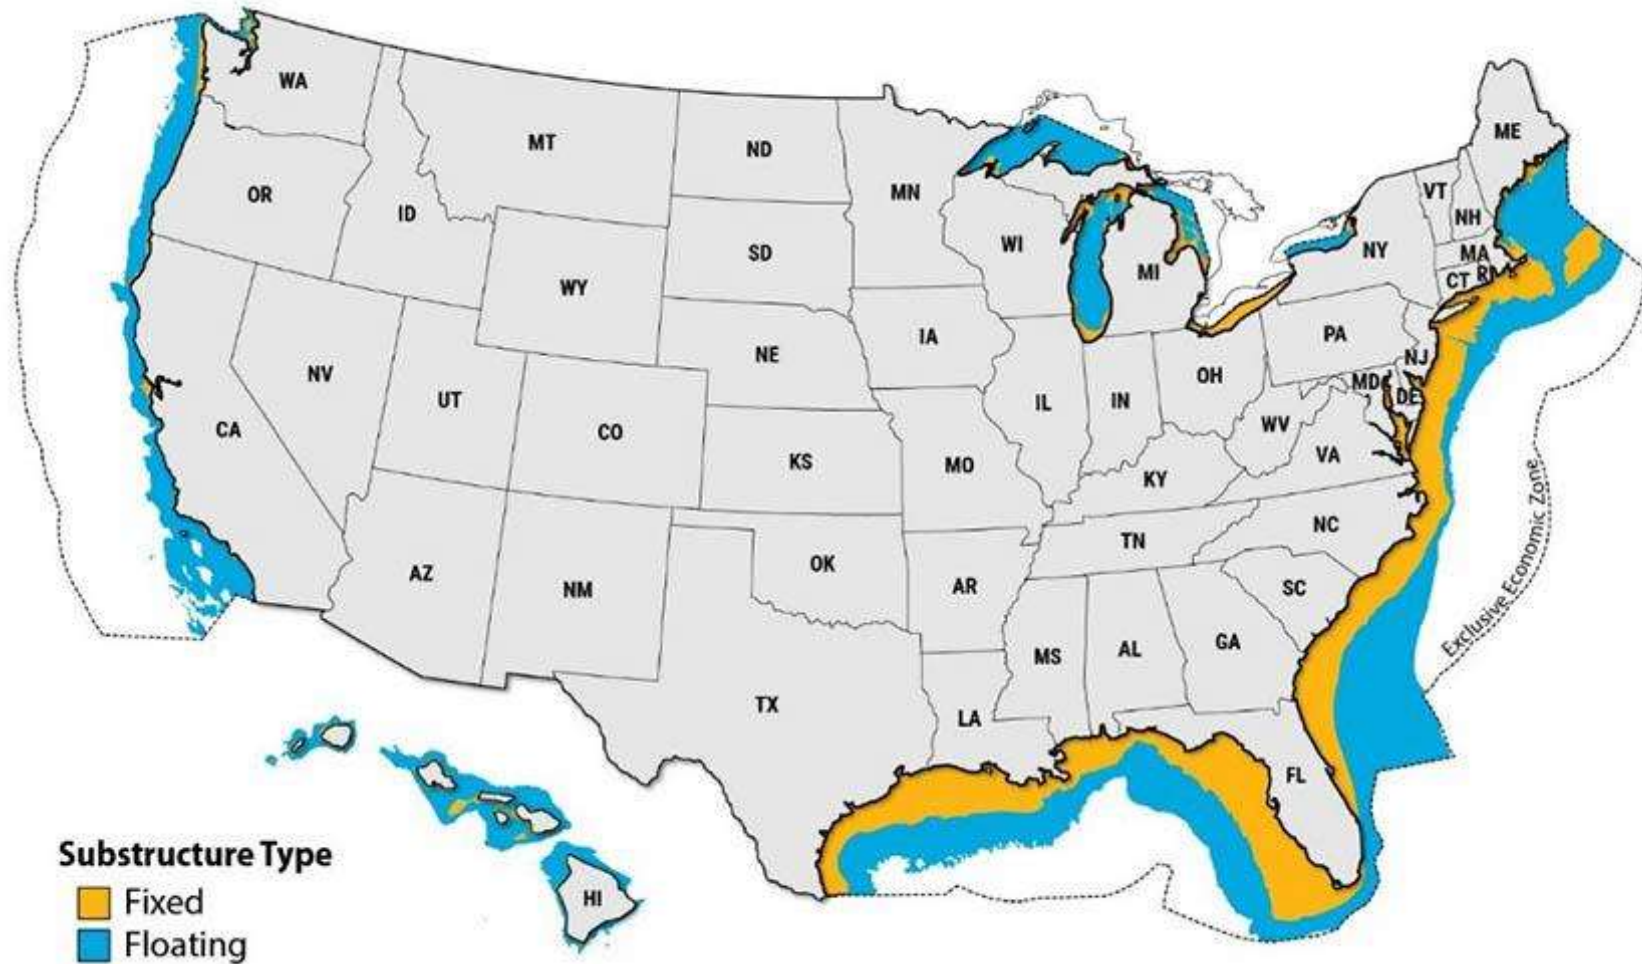 WA
MT
ND
ME
OR
ID
MN
VT
NH
SD
WI
MI
NY
MA
CT
RI
WY
IA
PA
NE
NJ
NV
UT
OH
MD
DE
IL
IN
CA
CO
WV
VA
KS
MO
KY
NC
TN
OK
AZ
NM
AR
SC
MS
AL
GA
Exclusive Economic Zone
TX
LA
FL
HI
Substructure Type
Fixed
Floating